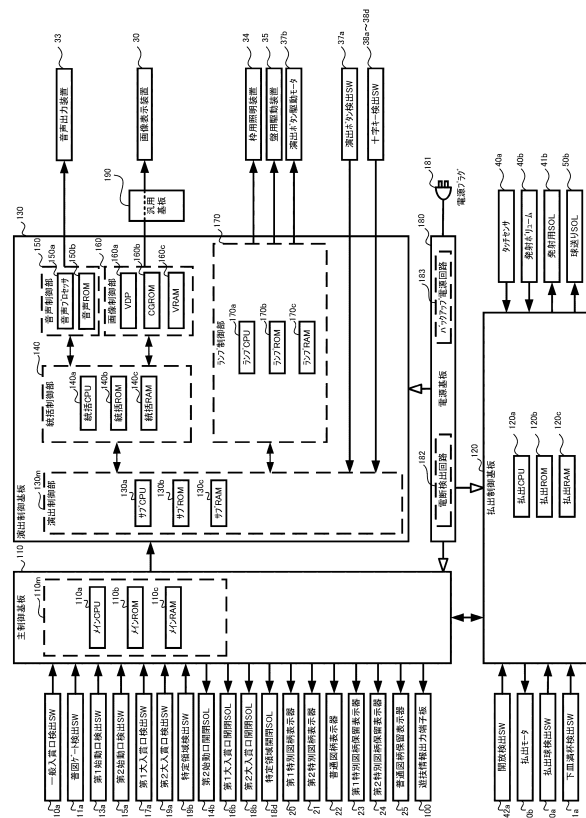 一般入賞口検出SW
10a
普図ゲート検出SW
11a
第1始動口検出SW
13a
第2始動口検出SW
15a
第1大入賞口検出SW
17a
第2大入賞口検出SW
19a
特定領域検出SW
19b
第2始動口開閉SOL
14b
第1大入賞口開閉SOL
16b
第2大入賞口開閉SOL
18b
特定領域開閉SOL
18d
第1特別図柄表示器
20
第2特別図柄表示器
21
普通図柄表示器
22
第1特別図柄保留表示器
23
第2特別図柄保留表示器
24
普通図柄保留表示器
25
遊技情報出力端子板
100
開放検出SW
42a
払出モータ
0b
払出球検出SW
0a
下皿満杯検出SW
1a
主制御基板
110
110m
メインCPU
110a
メインROM
110b
メインRAM
110c
演出制御基板
130
演出制御部
130m
サブCPU
130a
サブROM
130b
サブRAM
130c
統括制御部
140
統括CPU
140a
統括ROM
140b
統括RAM
140c
音声制御部
150
音声プロセッサ
150a
音声ROM
150b
画像制御部
160
VDP
160a
CGROM
160b
VRAM
160c
ランプ制御部
170
ランプCPU
170a
ランプROM
170b
ランプRAM
170c
汎用基板
190
音声出力装置
33
画像表示装置
30
枠用照明装置
34
盤用駆動装置
35
演出ボタン駆動モータ
37b
演出ボタン検出SW
37a
十字キー検出SW
38a～38d
電源基板
180
電断検出回路
182
バックアップ電源回路
183
電源プラグ
181
払出制御基板
120
払出CPU
120a
払出ROM
120b
払出RAM
120c
タッチセンサ
40a
発射ボリューム
40b
発射用SOL
41b
球送りSOL
50b